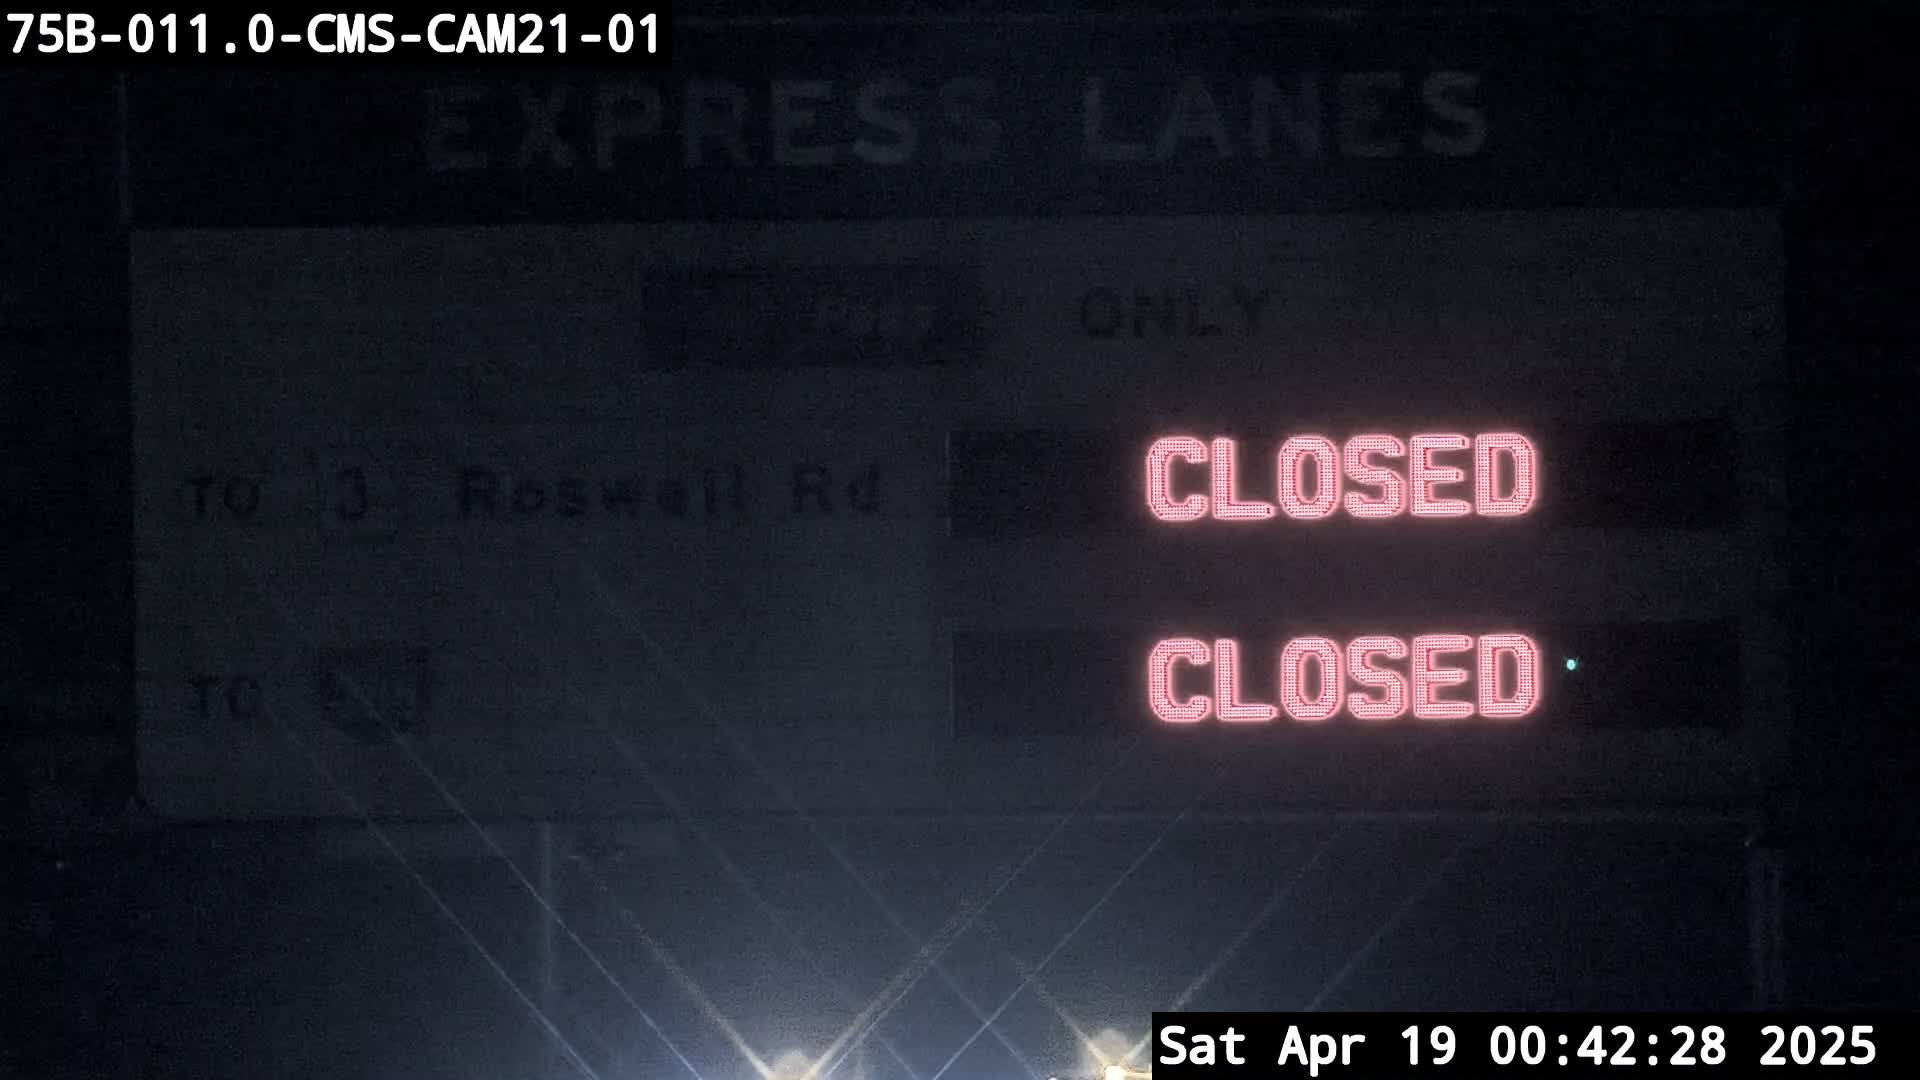 75B-011.0-CMS-CAM21-01
EXPRESS LANES
ONLY
TO 3 Roswell Rd CLOSED
TO CLOSED
Sat Apr 19 00:42:28 2025